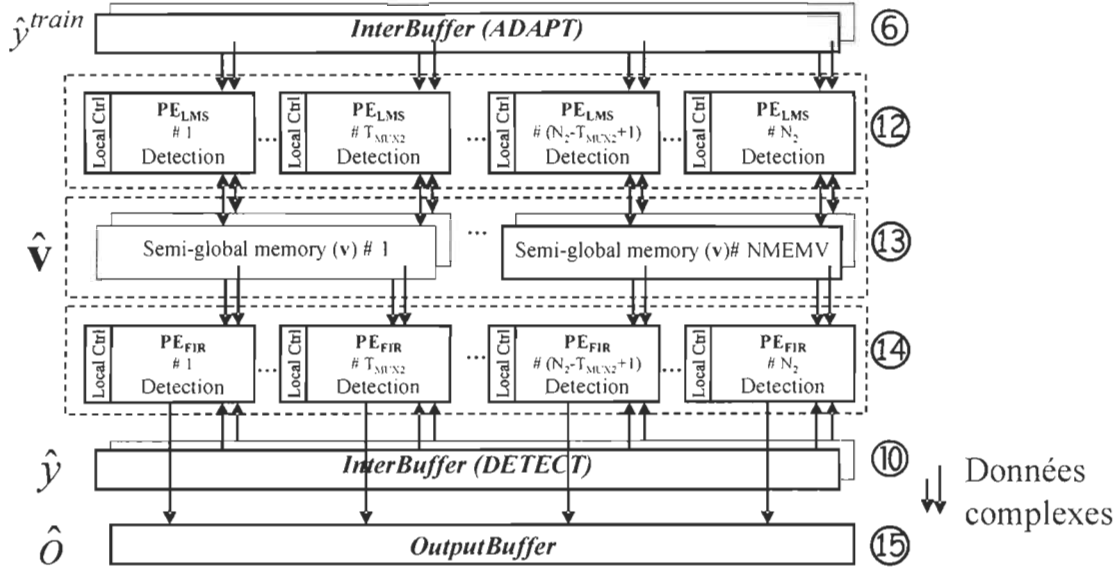 ŷ^train InterBuffer (ADAPT) ⑥
Local Ctrl PE_LMS # 1 Detection ... Local Ctrl PE_LMS # T_MUX2 Detection ... Local Ctrl PE_LMS # (N_2-T_MUX2+1) Detection ... Local Ctrl PE_LMS # N_2 Detection ⑫
v̂ Semi-global memory (v) # 1 ... Semi-global memory (v)# NMEMV ⑬
Local Ctrl PE_FIR # 1 Detection ... Local Ctrl PE_FIR # T_MUX2 Detection ... Local Ctrl PE_FIR # (N_2-T_MUX2+1) Detection ... Local Ctrl PE_FIR # N_2 Detection ⑭
ŷ InterBuffer (DETECT) ⑩
Données
complexes
ô OutputBuffer ⑮